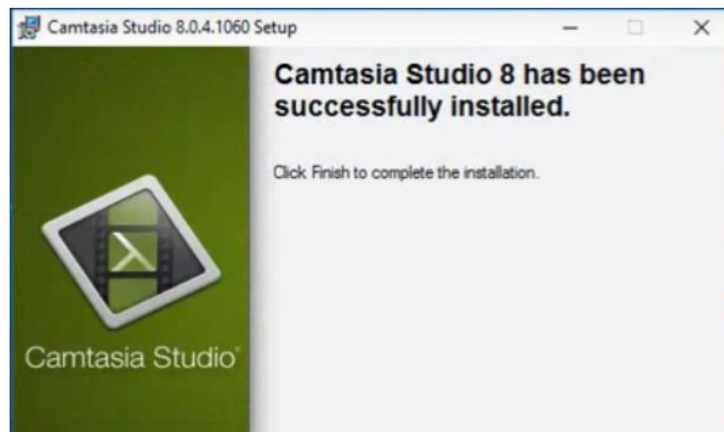 Camtasia Studio 8.0.4.1060 Setup
Camtasia Studio 8 has been
successfully installed.
Click Finish to complete the installation.
Camtasia Studio®